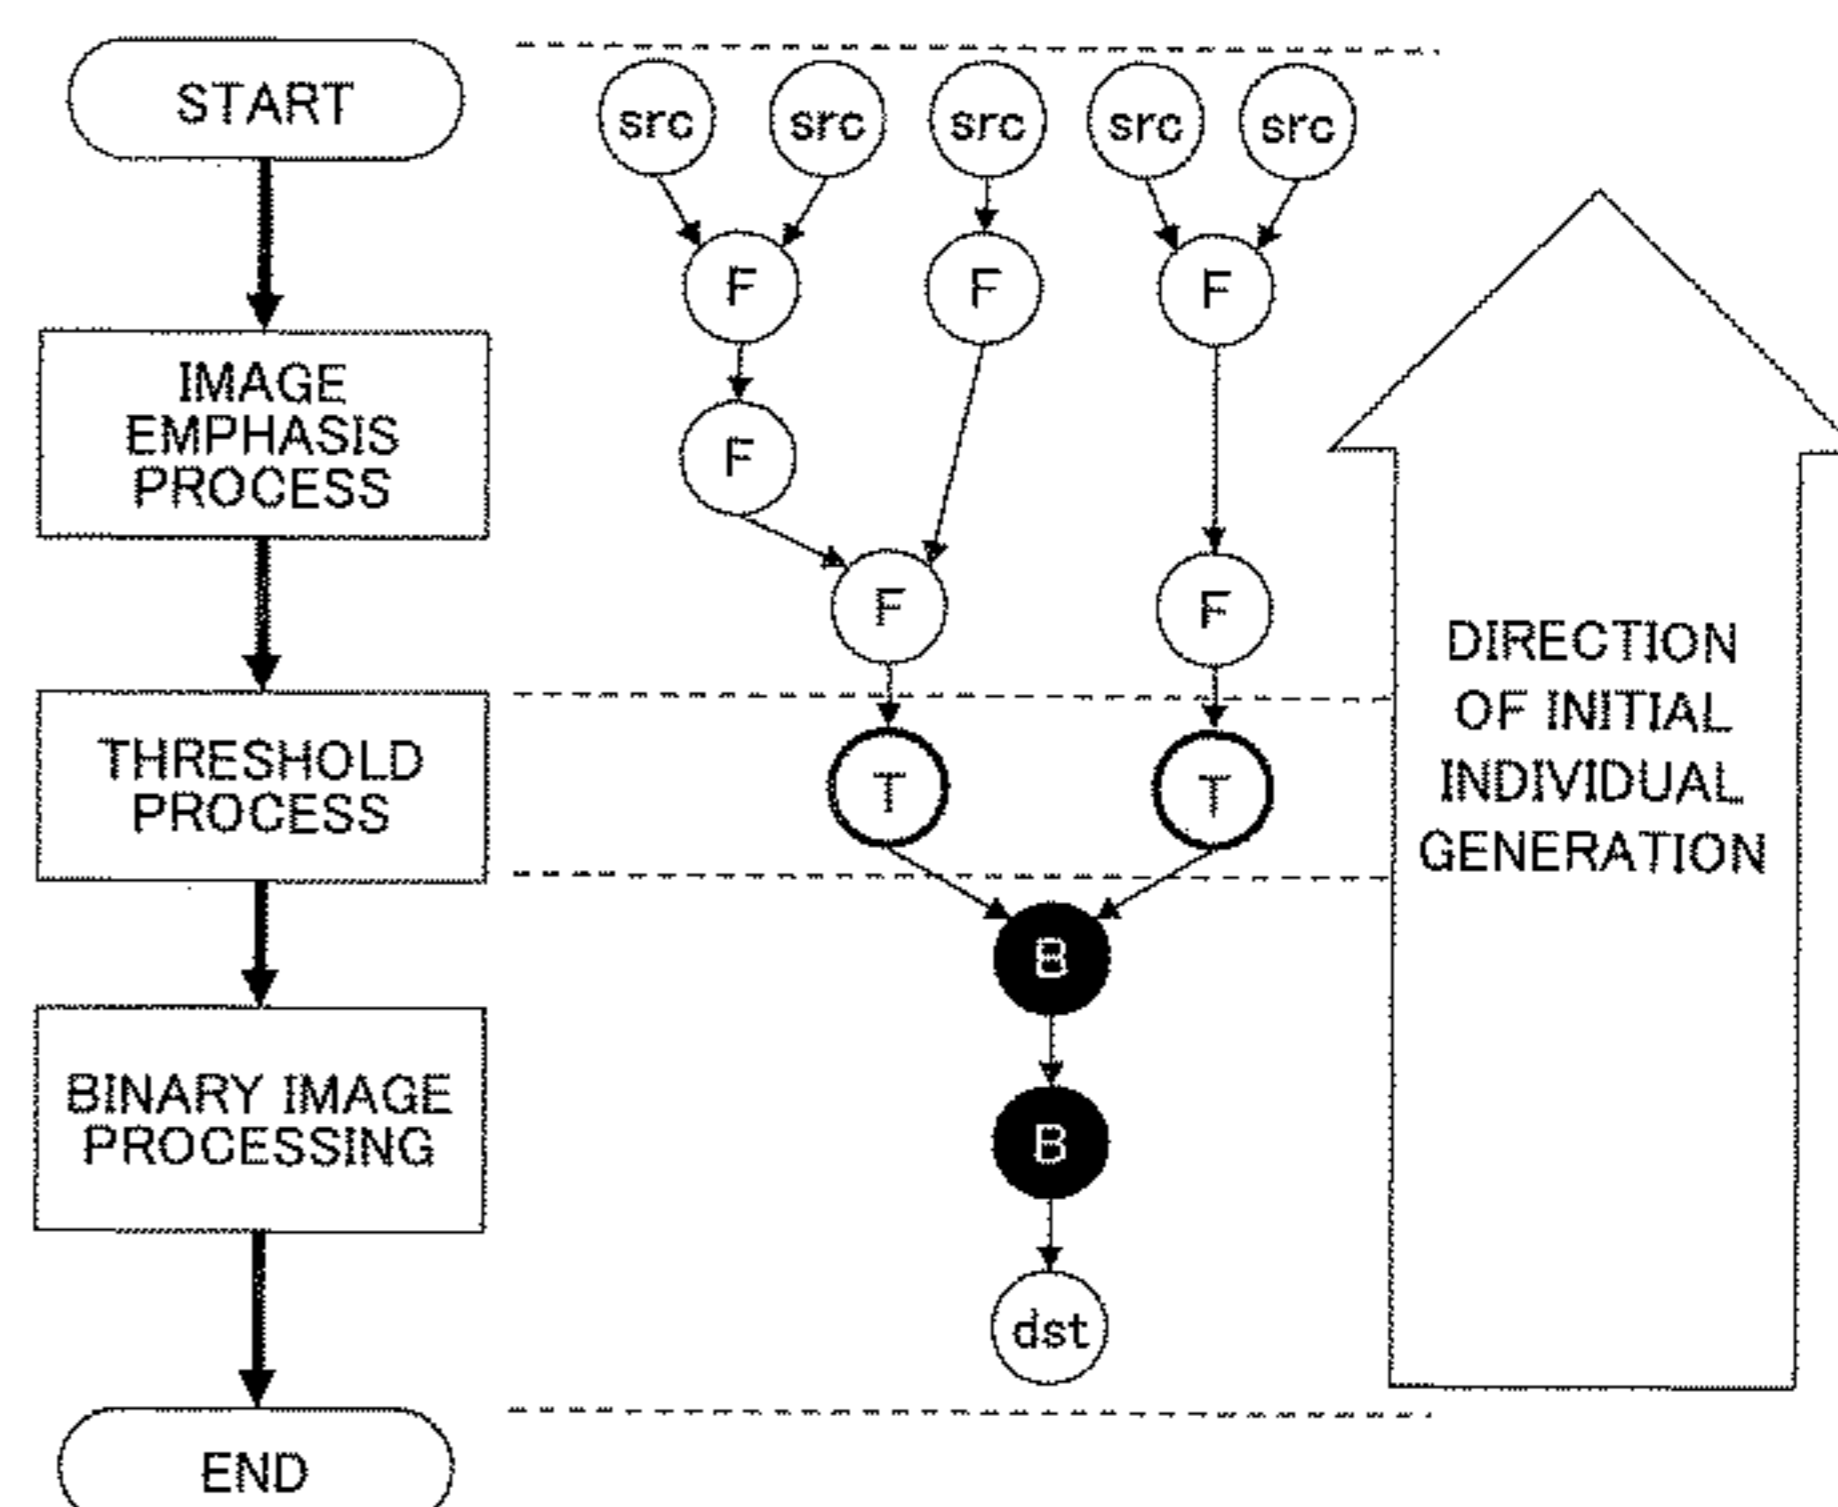 START
IMAGE
EMPHASIS
PROCESS
THRESHOLD
PROCESS
BINARY IMAGE
PROCESSING
END
src src src src src
F F F
F
F F
T T
B
B
dst
DIRECTION
OF INITIAL
INDIVIDUAL
GENERATION